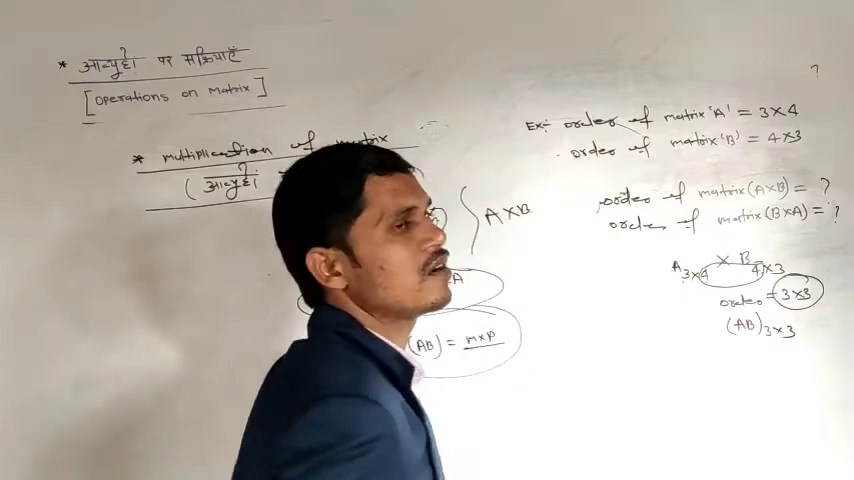 * आव्यूहों पर संक्रियाएँ
[Operations on Matrix]
* multiplication of matrix
( आव्यूहों
A×B
A
(AB) = m×p
?
Ex:- order of matrix 'A' = 3×4
order of matrix 'B' = 4×3
order of matrix (A×B) = ?
order of matrix (B×A) = ?
A3×4 × B4×3
order = 3×3
(AB)3×3